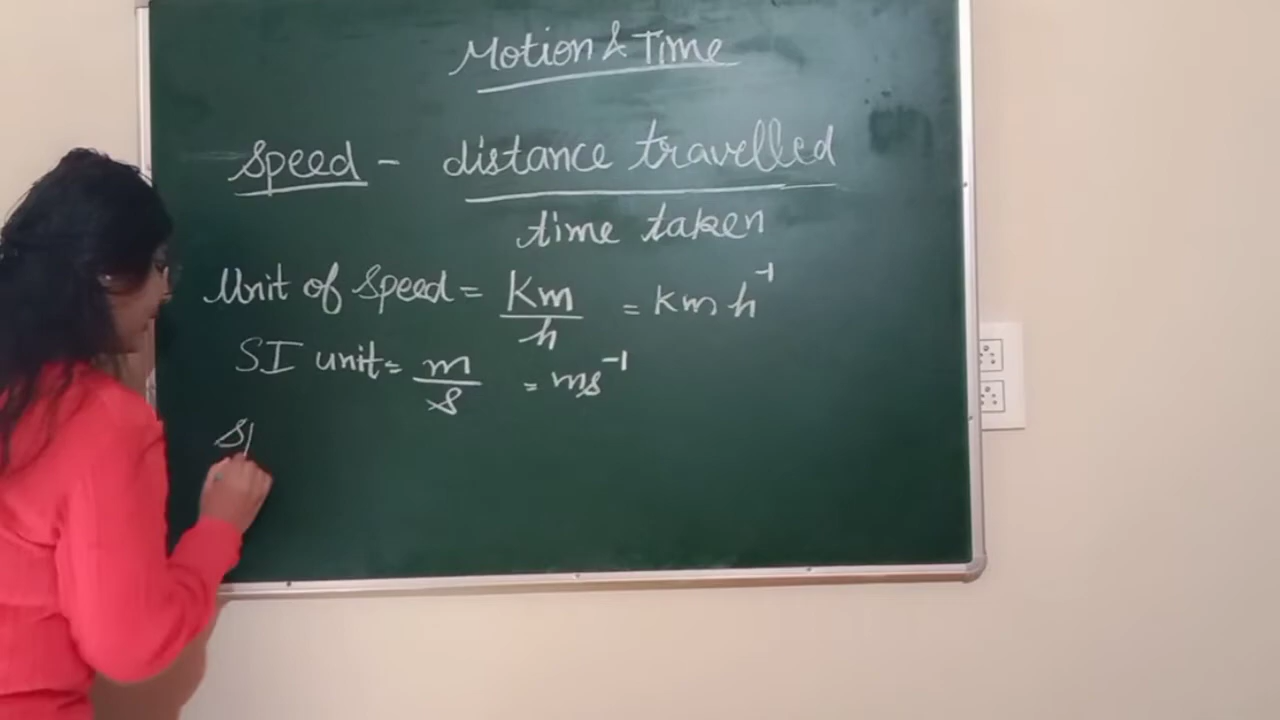 Motion & Time
Speed - distance travelled
time taken
Unit of Speed = Km/h = Km h⁻¹
SI unit = m/s = ms⁻¹